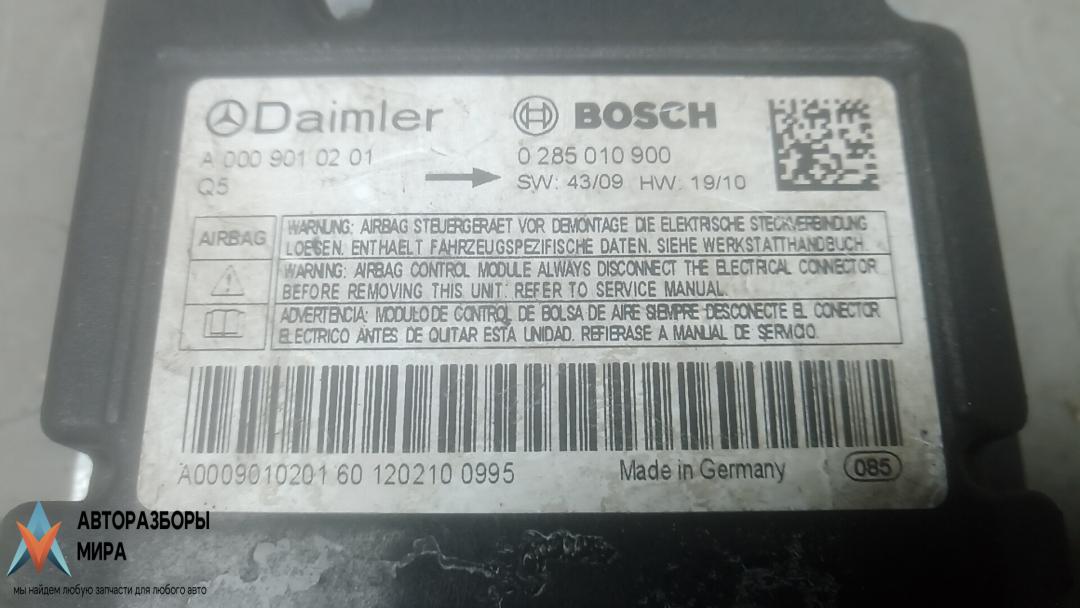 Daimler
BOSCH
A 000 901 02 01
0 285 010 900
Q5
SW: 43/09 HW: 19/10
AIRBAG
WARNUNG: AIRBAG STEUERGERAET VOR DEMONTAGE DIE ELEKTRISCHE STECKVERBINDUNG
LOESEN. ENTHAELT FAHRZEUGSPEZIFISCHE DATEN. SIEHE WERKSTATTHANDBUCH
WARNING: AIRBAG CONTROL MODULE ALWAYS DISCONNECT THE ELECTRICAL CONNECTOR
BEFORE REMOVING THIS UNIT. REFER TO SERVICE MANUAL.
ADVERTENCIA: MODULO DE CONTROL DE BOLSA DE AIRE SIEMPRE DESCONECTE EL CONECTOR
ELECTRICO ANTES DE QUITAR ESTA UNIDAD. REFIERASE A MANUAL DE SERVICIO.
A0009010201 60 120210 0995
Made in Germany
085
АВТОРАЗБОРЫ
МИРА
мы найдем любую запчасти для любого авто